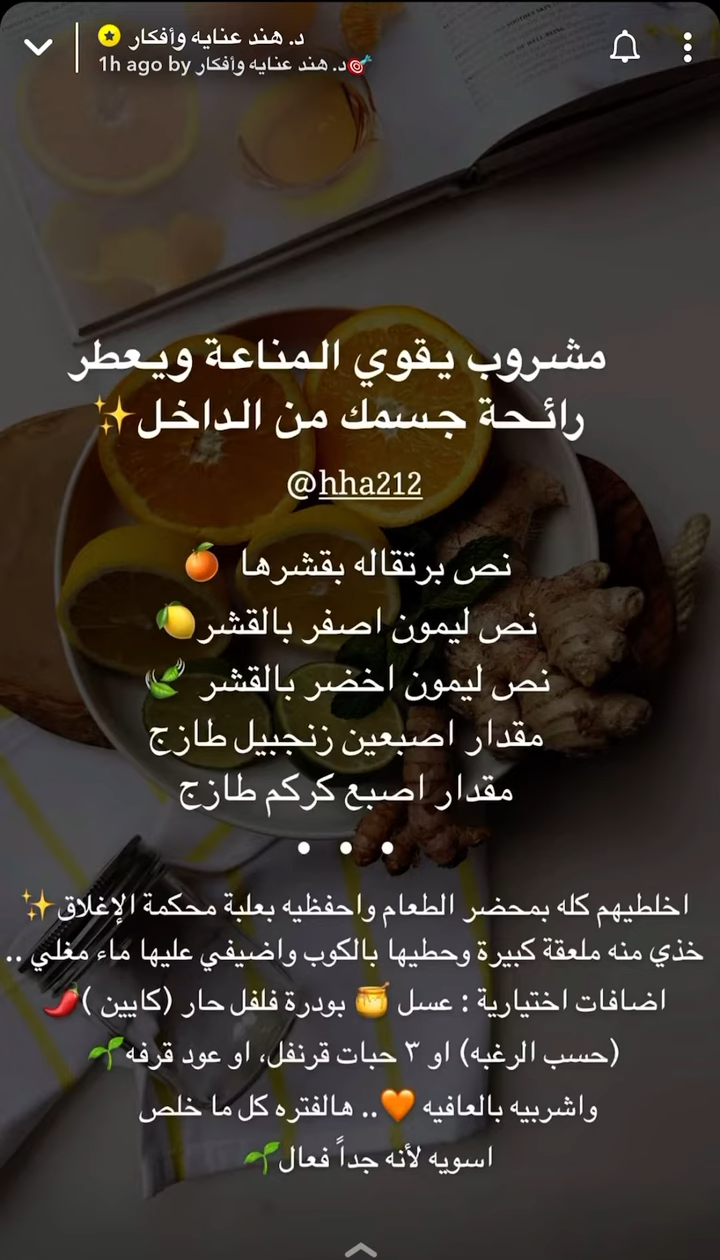 د. هند عنايه وأفكار
1h ago by د. هند عنايه وأفكار🎯
مشروب يقوي المناعة ويعطر
رائحة جسمك من الداخل✨
@hha212
نص برتقاله بقشرها 🍊
نص ليمون اصفر بالقشر🍋
نص ليمون اخضر بالقشر 🌿
مقدار اصبعين زنجبيل طازج
مقدار اصبع كركم طازج
• • •
اخلطيهم كله بمحضر الطعام واحفظيه بعلبة محكمة الإغلاق✨
خذي منه ملعقة كبيرة وحطيها بالكوب واضيفي عليها ماء مغلي ..
اضافات اختيارية : عسل 🍯 بودرة فلفل حار (كايين )🌶️
(حسب الرغبه) او ٣ حبات قرنفل، او عود قرفه🌱
واشربيه بالعافيه 🧡.. هالفتره كل ما خلص
اسويه لأنه جداً فعال🌱